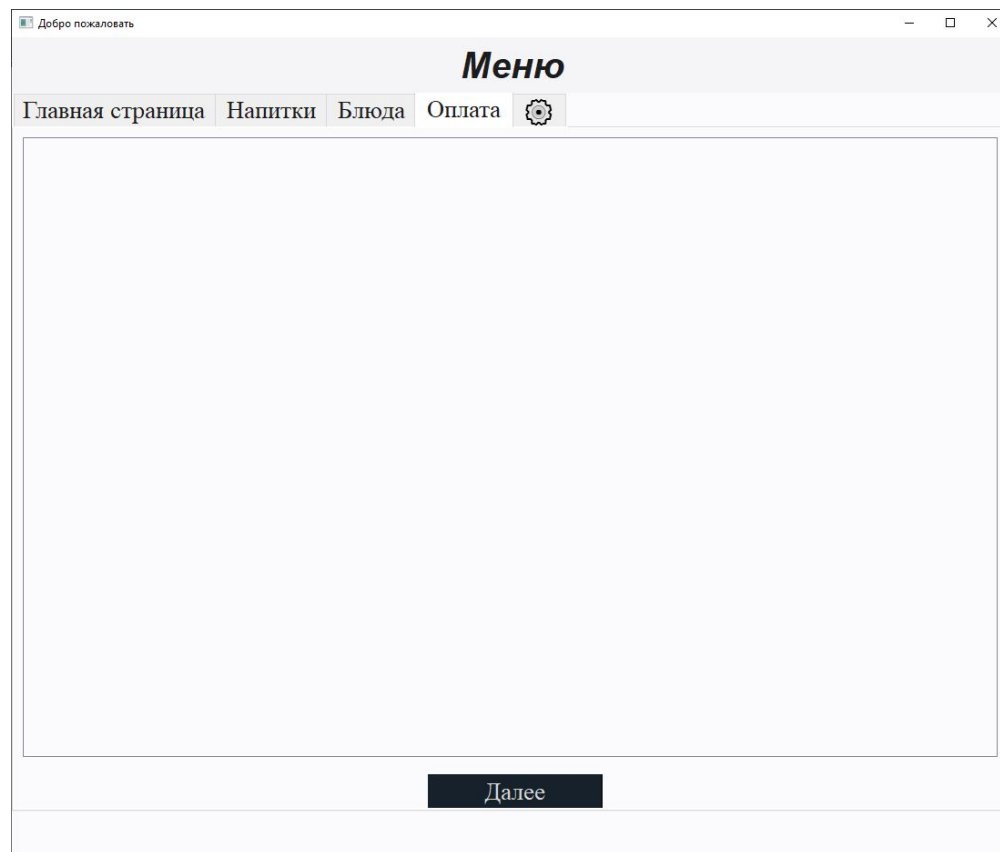 Добро пожаловать
Меню
Главная страница Напитки Блюда Оплата
Далее